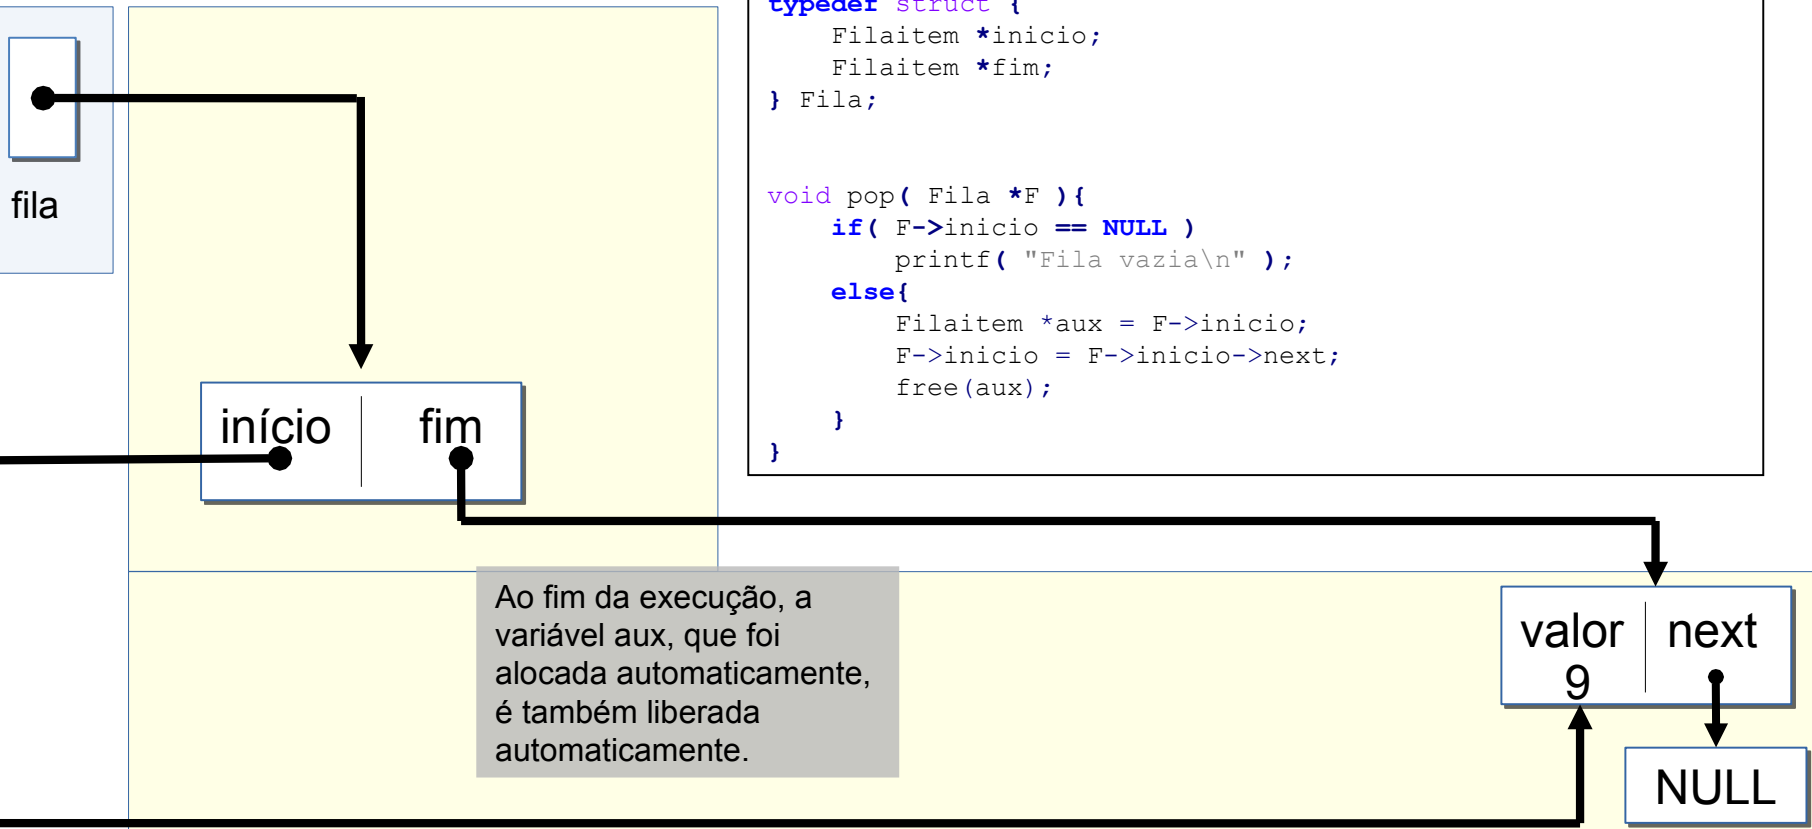 typedef struct {
Filaitem *inicio;
Filaitem *fim;
} Fila;
void pop( Fila *F ){
if( F->inicio == NULL )
printf( "Fila vazia\n" );
else{
Filaitem *aux = F->inicio;
F->inicio = F->inicio->next;
free(aux);
}
}
fila
início fim
Ao fim da execução, a
variável aux, que foi
alocada automaticamente,
é também liberada
automaticamente.
valor next
9
NULL